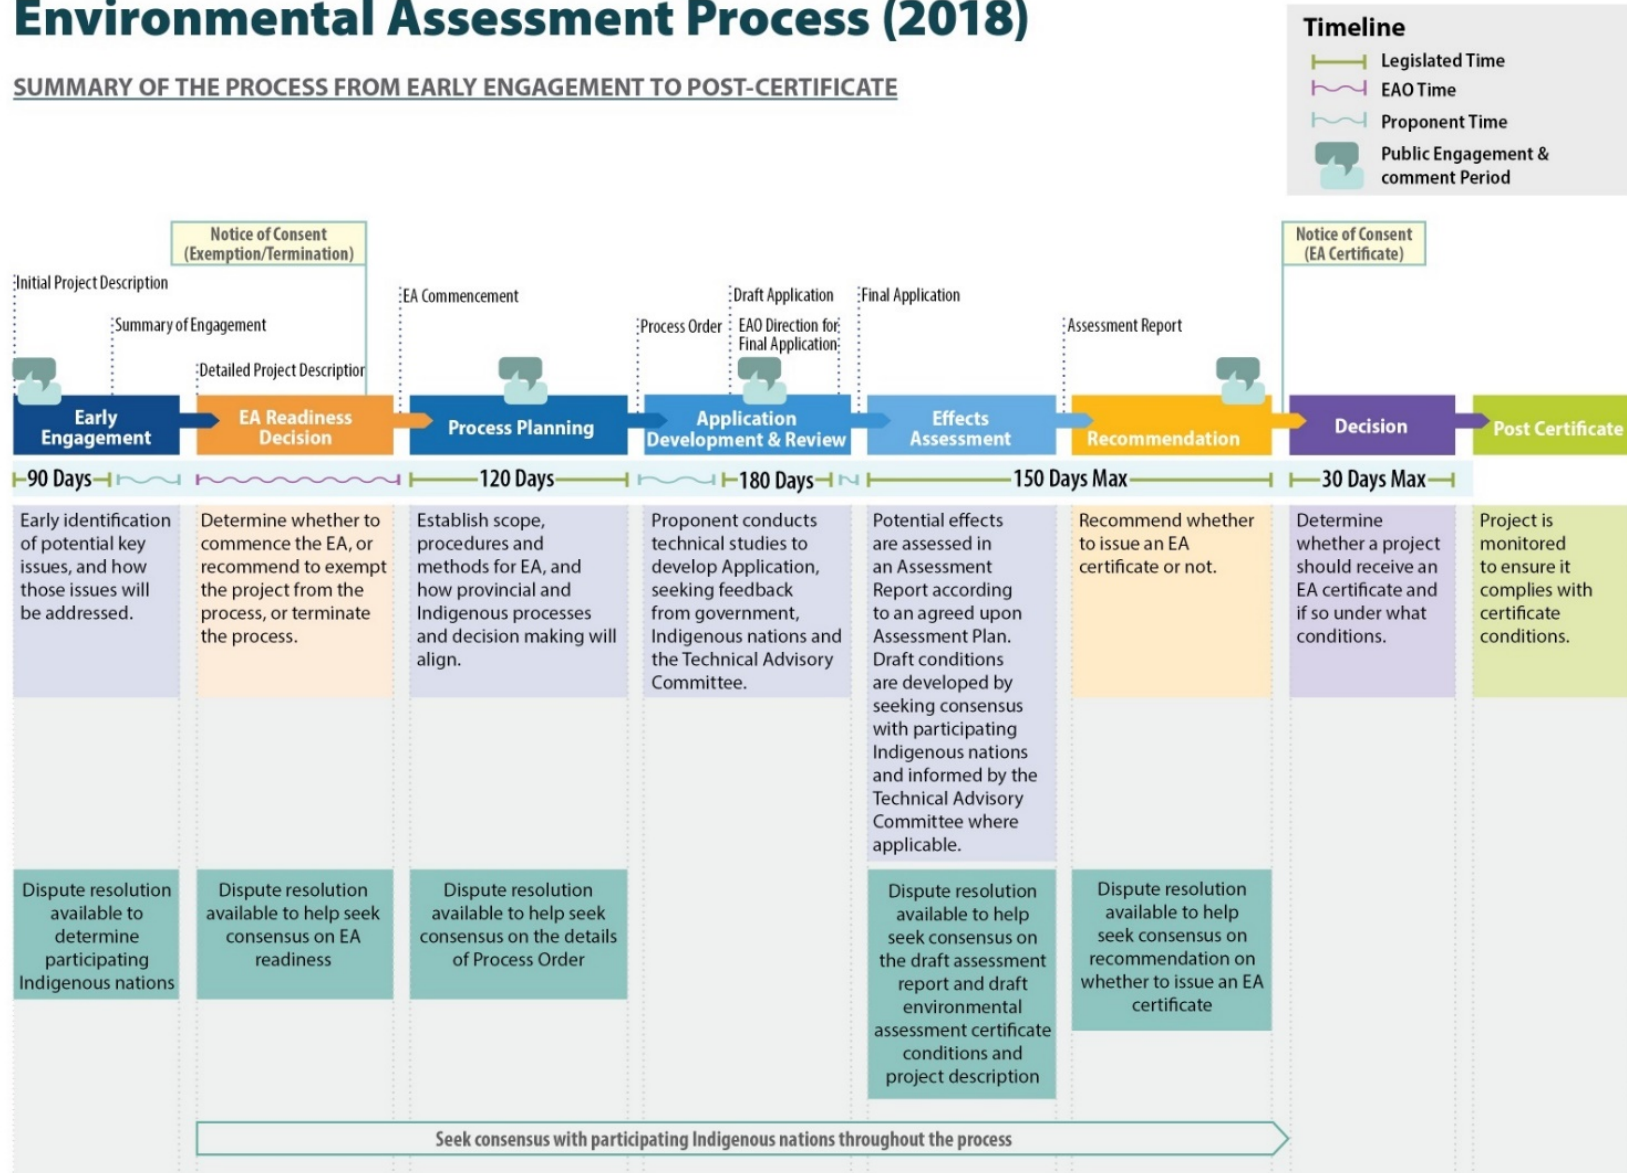 Environmental Assessment Process (2018)
SUMMARY OF THE PROCESS FROM EARLY ENGAGEMENT TO POST-CERTIFICATE
Timeline
Legislated Time
EAO Time
Proponent Time
Public Engagement &
comment Period
Notice of Consent
(Exemption/Termination)
Notice of Consent
(EA Certificate)
Initial Project Description
Summary of Engagement
Detailed Project Description
EA Commencement
Process Order
Draft Application
EAO Direction for
Final Application
Final Application
Assessment Report
Early
Engagement
EA Readiness
Decision
Process Planning
Application
Development & Review
Effects
Assessment
Recommendation
Decision
Post Certificate
90 Days
120 Days
180 Days
150 Days Max
30 Days Max
Early identification
of potential key
issues, and how
those issues will
be addressed.
Determine whether to
commence the EA, or
recommend to exempt
the project from the
process, or terminate
the process.
Establish scope,
procedures and
methods for EA, and
how provincial and
Indigenous processes
and decision making will
align.
Proponent conducts
technical studies to
develop Application,
seeking feedback
from government,
Indigenous nations and
the Technical Advisory
Committee.
Potential effects
are assessed in
an Assessment
Report according
to an agreed upon
Assessment Plan.
Draft conditions
are developed by
seeking consensus
with participating
Indigenous nations
and informed by the
Technical Advisory
Committee where
applicable.
Recommend whether
to issue an EA
certificate or not.
Determine
whether a project
should receive an
EA certificate and
if so under what
conditions.
Project is
monitored
to ensure it
complies with
certificate
conditions.
Dispute resolution
available to
determine
participating
Indigenous nations
Dispute resolution
available to help seek
consensus on EA
readiness
Dispute resolution
available to help seek
consensus on the details
of Process Order
Dispute resolution
available to help
seek consensus on
the draft assessment
report and draft
environmental
assessment certificate
conditions and
project description
Dispute resolution
available to help
seek consensus on
recommendation on
whether to issue an EA
certificate
Seek consensus with participating Indigenous nations throughout the process